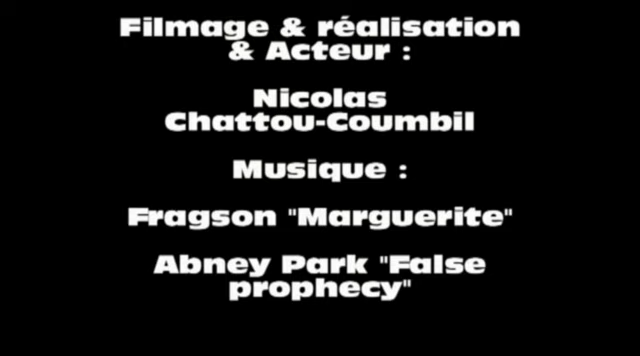 Filmage & réalisation
& Acteur :
Nicolas
Chattou-Coumbil
Musique :
Fragson "Marguerite"
Abney Park "False
prophecy"